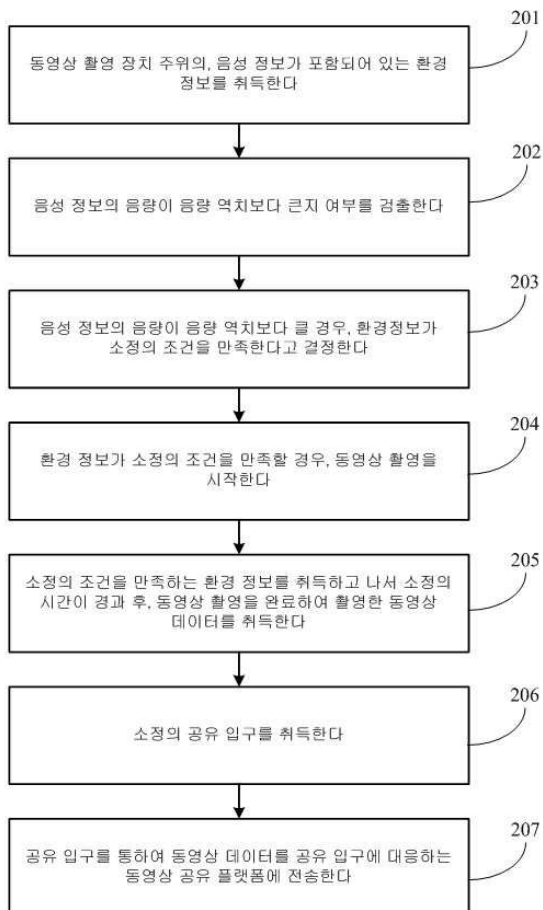 201
동영상 촬영 장치 주위의, 음성 정보가 포함되어 있는 환경
정보를 취득한다
202
음성 정보의 음량이 음량 역치보다 큰지 여부를 검출한다
203
음성 정보의 음량이 음량 역치보다 클 경우, 환경정보가
소정의 조건을 만족한다고 결정한다
204
환경 정보가 소정의 조건을 만족할 경우, 동영상 촬영을
시작한다
205
소정의 조건을 만족하는 환경 정보를 취득하고 나서 소정의
시간이 경과 후, 동영상 촬영을 완료하여 촬영한 동영상
데이터를 취득한다
206
소정의 공유 입구를 취득한다
207
공유 입구를 통하여 동영상 데이터를 공유 입구에 대응하는
동영상 공유 플랫폼에 전송한다